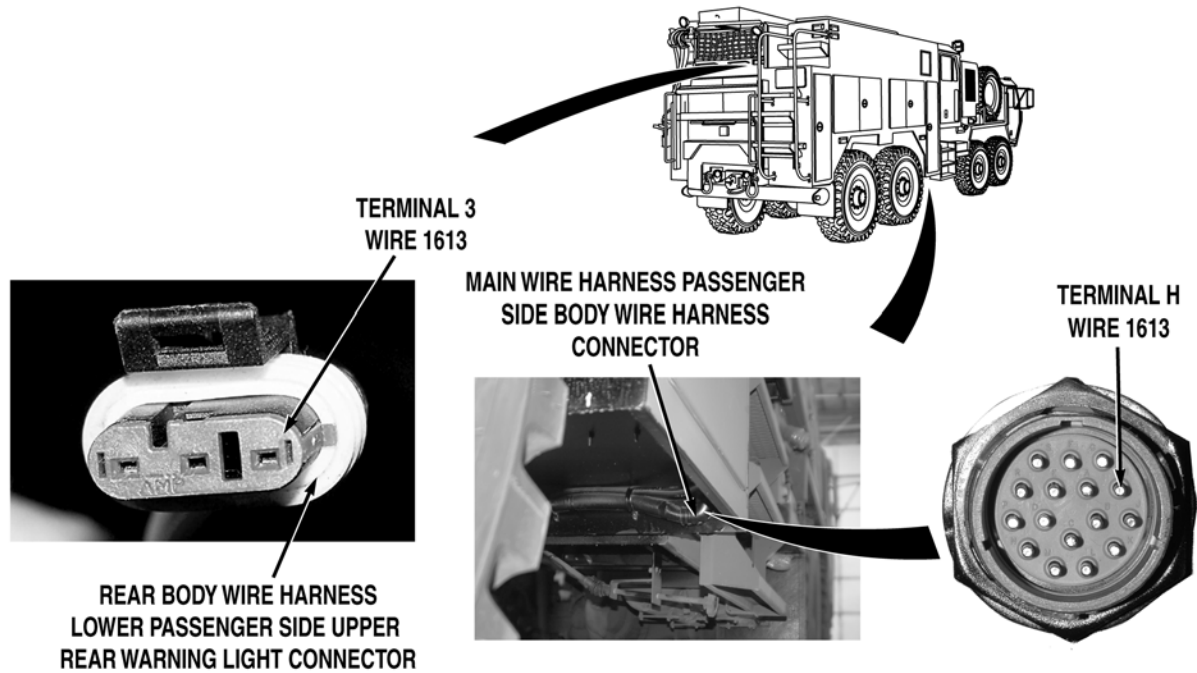 TERMINAL 3
WIRE 1613
MAIN WIRE HARNESS PASSENGER
SIDE BODY WIRE HARNESS
CONNECTOR
TERMINAL H
WIRE 1613
AMP
REAR BODY WIRE HARNESS
LOWER PASSENGER SIDE UPPER
REAR WARNING LIGHT CONNECTOR